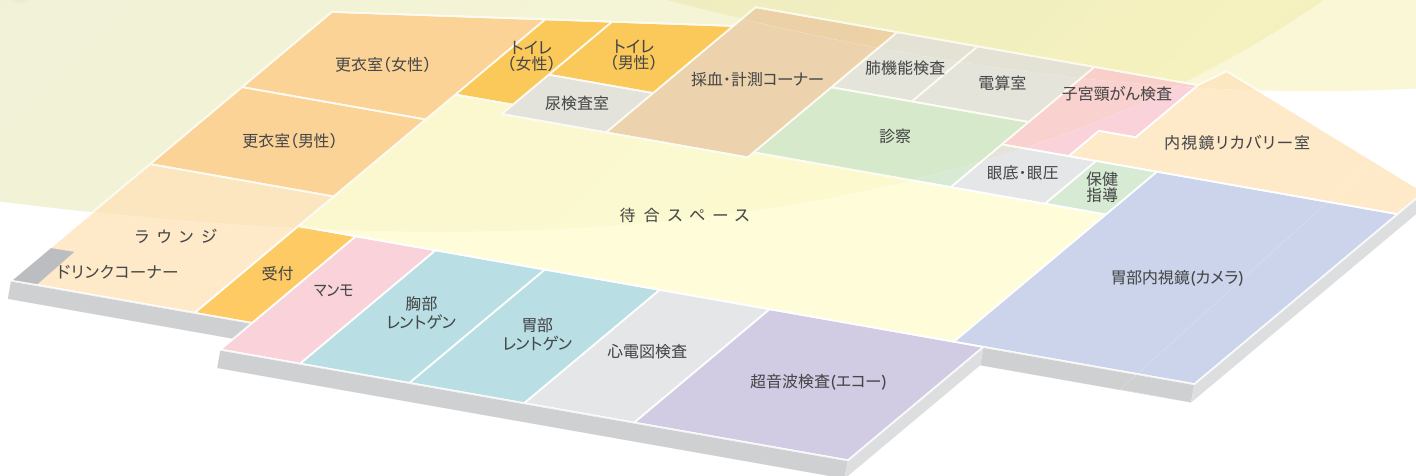 更衣室(女性)
トイレ
(女性)
トイレ
(男性)
尿検査室
採血・計測コーナー
肺機能検査
電算室
子宮頸がん検査
内視鏡リカバリー室
更衣室(男性)
診察
眼底・眼圧
保健
指導
待合スペース
ラウンジ
ドリンクコーナー
受付
マンモ
胸部
レントゲン
胃部
レントゲン
心電図検査
超音波検査(エコー)
胃部内視鏡(カメラ)